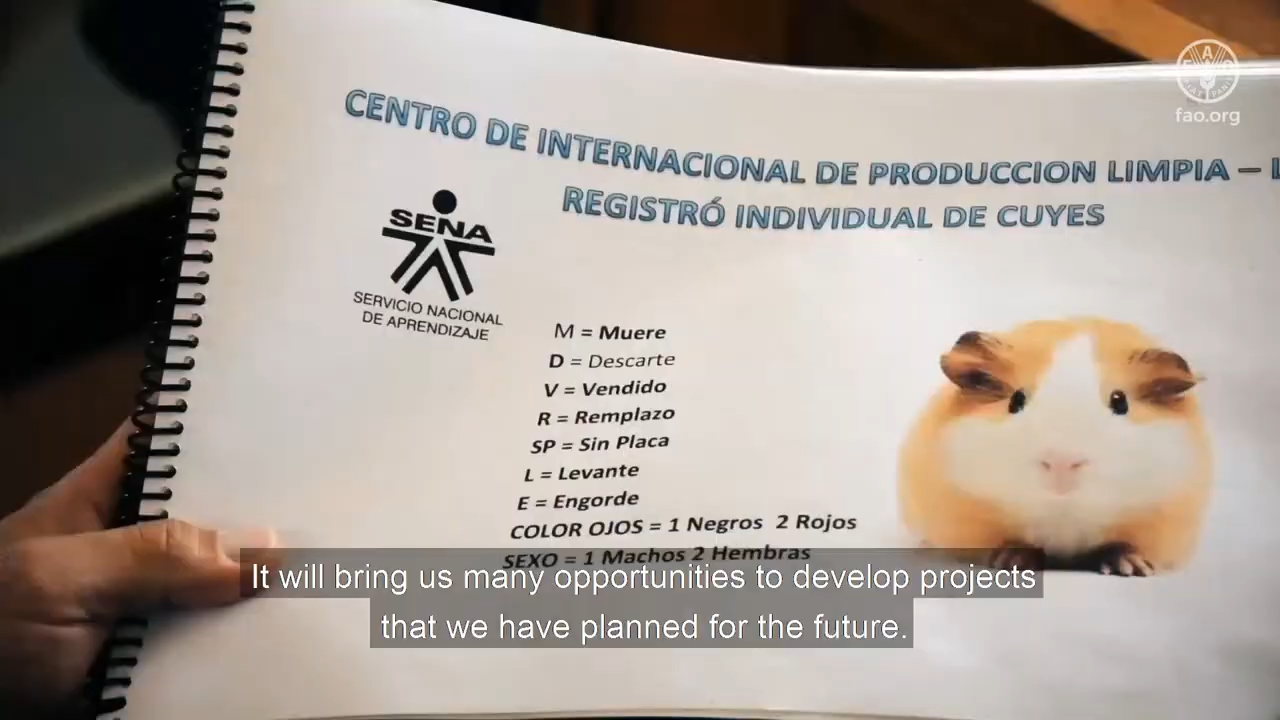 fao.org
CENTRO DE INTERNACIONAL DE PRODUCCION LIMPIA –
REGISTRÓ INDIVIDUAL DE CUYES
SENA
SERVICIO NACIONAL
DE APRENDIZAJE
M = Muere
D = Descarte
V = Vendido
R = Remplazo
SP = Sin Placa
L = Levante
E = Engorde
COLOR OJOS = 1 Negros 2 Rojos
SEXO = 1 Machos 2 Hembras
It will bring us many opportunities to develop projects
that we have planned for the future.